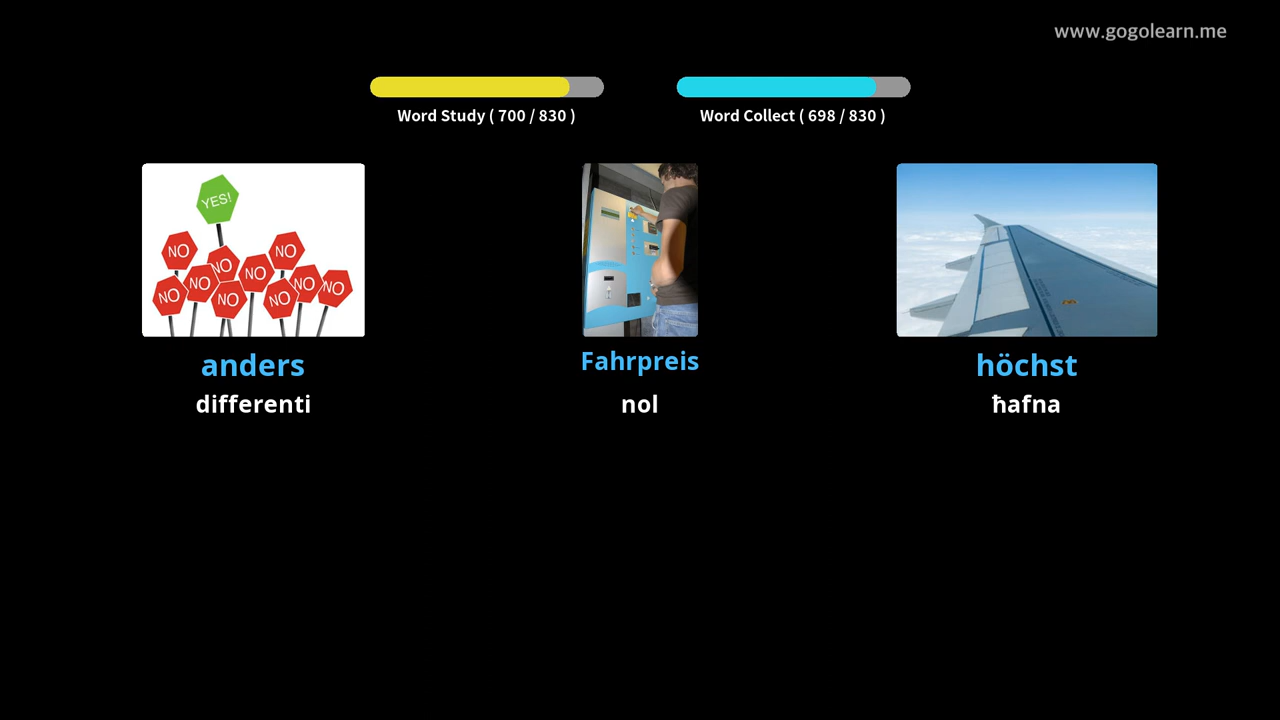 www.gogolearn.me
Word Study ( 700 / 830 )
Word Collect ( 698 / 830 )
YES!
NO
NO
NO
NO
NO
NO
NO
NO
NO
NO
anders
Fahrpreis
höchst
differenti
nol
ħafna